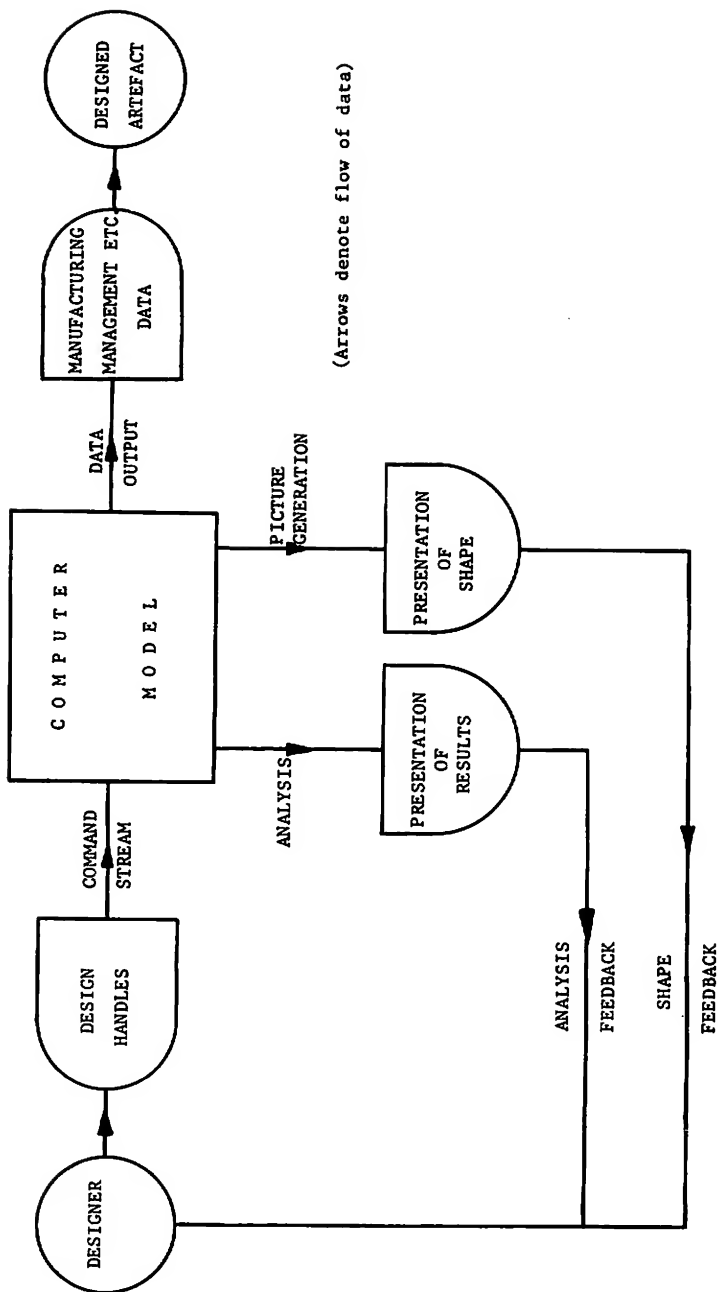 DESIGNER
DESIGN
HANDLES
COMMAND
STREAM
COMPUTER
MODEL
DATA
OUTPUT
MANUFACTURING
MANAGEMENT ETC.
DATA
DESIGNED
ARTEFACT
ANALYSIS
PICTURE
GENERATION
PRESENTATION
OF
RESULTS
PRESENTATION
OF
SHAPE
ANALYSIS
FEEDBACK
SHAPE
FEEDBACK
(Arrows denote flow of data)